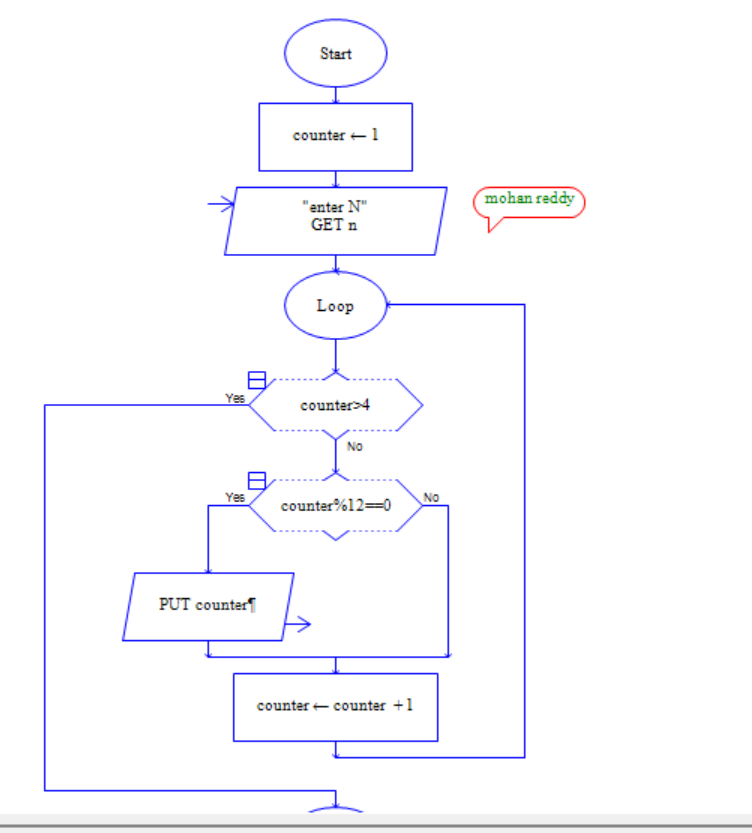 Start
counter ← 1
"enter N"
GET n
mohan reddy
Loop
counter>4
Yes
No
counter%12==0
Yes
No
PUT counter¶
counter ← counter +1